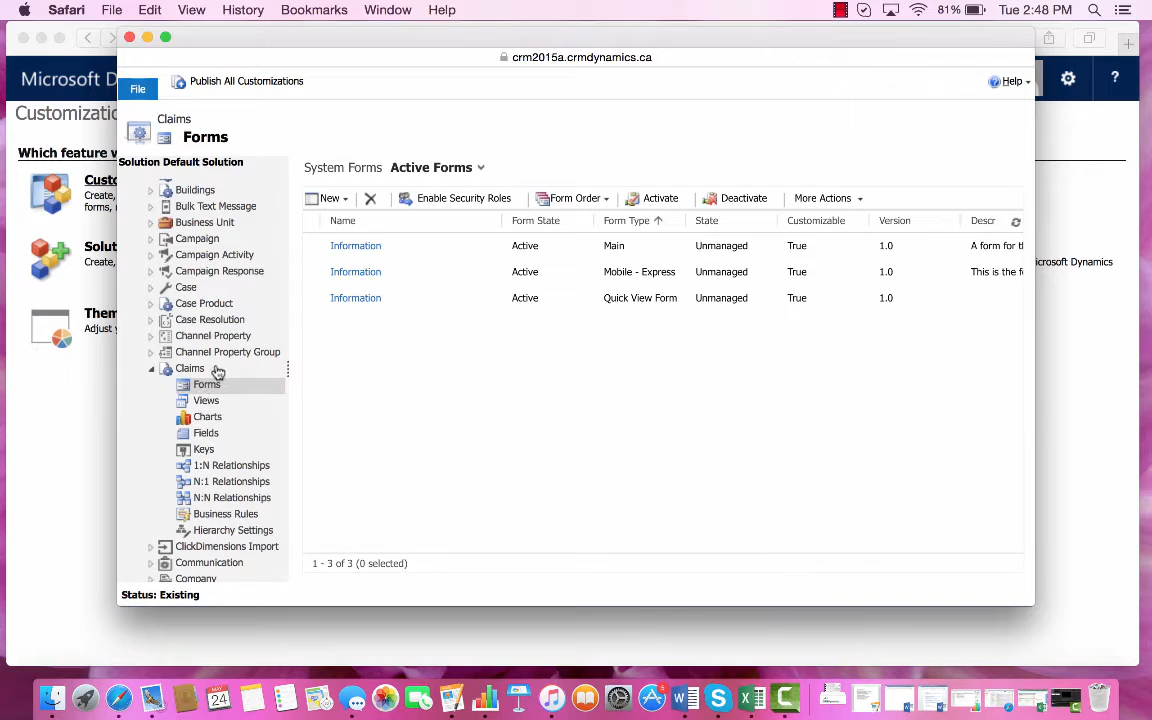 Safari File Edit View History Bookmarks Window Help 81% Tue 2:48 PM
crm2015a.crmdynamics.ca
Microsoft D
File Publish All Customizations Help
?
Customizatio
Claims
Forms
Which feature w
Solution Default Solution
System Forms Active Forms
Custo
Create,
forms,
Solut
Create,
icrosoft Dynamics
Them
Adjust y
Buildings
Bulk Text Message
Business Unit
Campaign
Campaign Activity
Campaign Response
Case
Case Product
Case Resolution
Channel Property
Channel Property Group
Claims
Forms
Views
Charts
Fields
Keys
1:N Relationships
N:1 Relationships
N:N Relationships
Business Rules
Hierarchy Settings
ClickDimensions Import
Communication
Company
New Enable Security Roles Form Order Activate Deactivate More Actions
Name Form State Form Type State Customizable Version Descr
Information Active Main Unmanaged True 1.0 A form for th
Information Active Mobile - Express Unmanaged True 1.0 This is the f
Information Active Quick View Form Unmanaged True 1.0
1 - 3 of 3 (0 selected)
Status: Existing
MAY
24
5